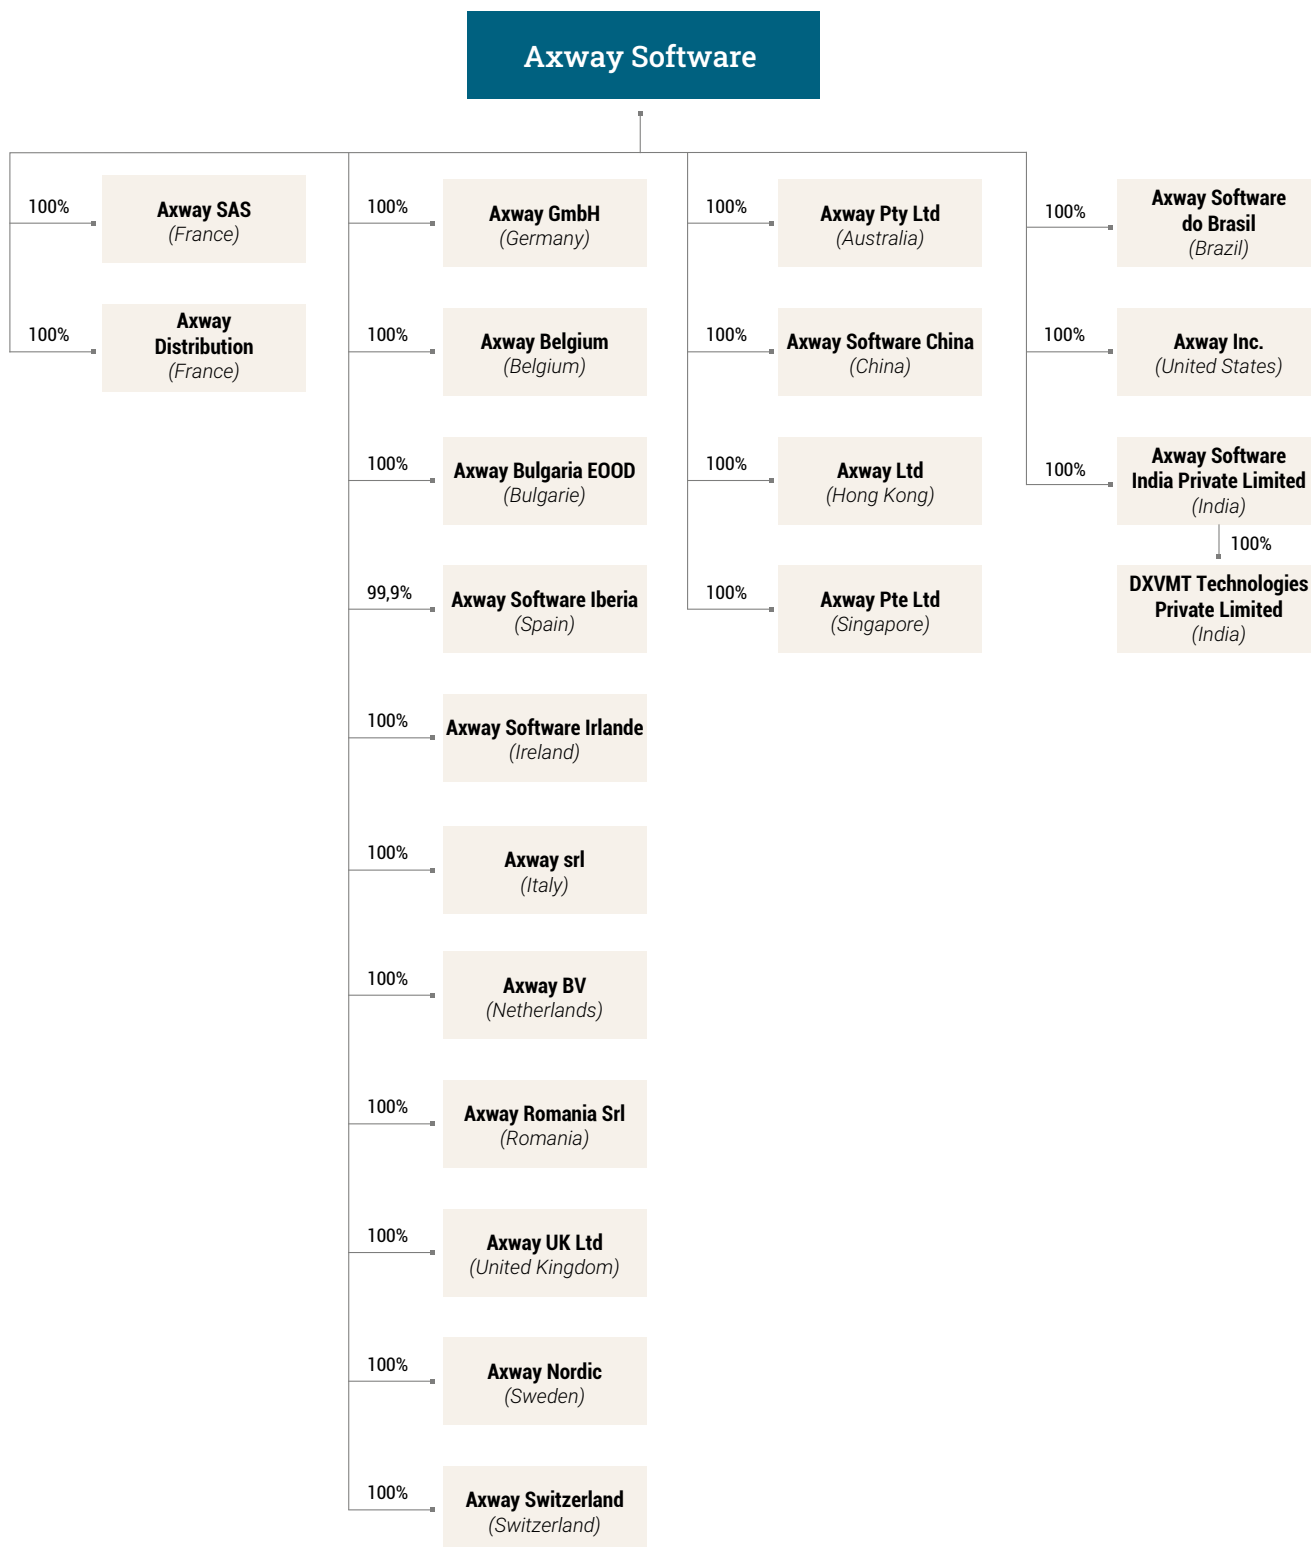 Axway Software
100%
Axway SAS
(France)
100%
Axway
Distribution
(France)
100%
Axway GmbH
(Germany)
100%
Axway Belgium
(Belgium)
100%
Axway Bulgaria EOOD
(Bulgarie)
99,9%
Axway Software Iberia
(Spain)
100%
Axway Software Irlande
(Ireland)
100%
Axway srl
(Italy)
100%
Axway BV
(Netherlands)
100%
Axway Romania Srl
(Romania)
100%
Axway UK Ltd
(United Kingdom)
100%
Axway Nordic
(Sweden)
100%
Axway Switzerland
(Switzerland)
100%
Axway Pty Ltd
(Australia)
100%
Axway Software China
(China)
100%
Axway Ltd
(Hong Kong)
100%
Axway Pte Ltd
(Singapore)
100%
Axway Software
do Brasil
(Brazil)
100%
Axway Inc.
(United States)
100%
Axway Software
India Private Limited
(India)
100%
DXVMT Technologies
Private Limited
(India)